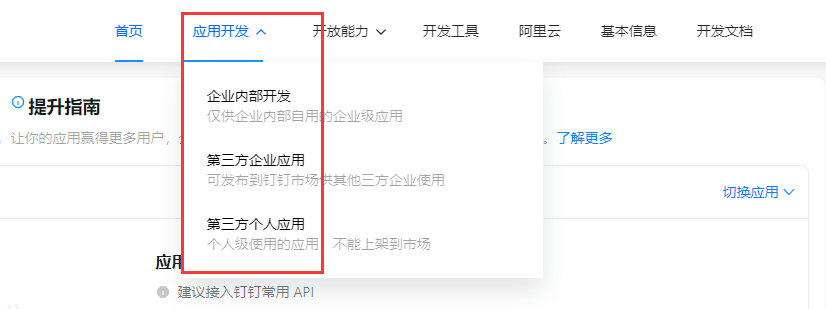 首页 应用开发 开放能力 开发工具 阿里云 基本信息 开发文档
企业内部开发
仅供企业内部自用的企业级应用
提升指南
让你的应用赢得更多用户，
。了解更多
第三方企业应用
可发布到钉钉市场供其他三方企业使用
切换应用
第三方个人应用
个人级使用的应用 不能上架到市场
应用
建议接入钉钉常用 API